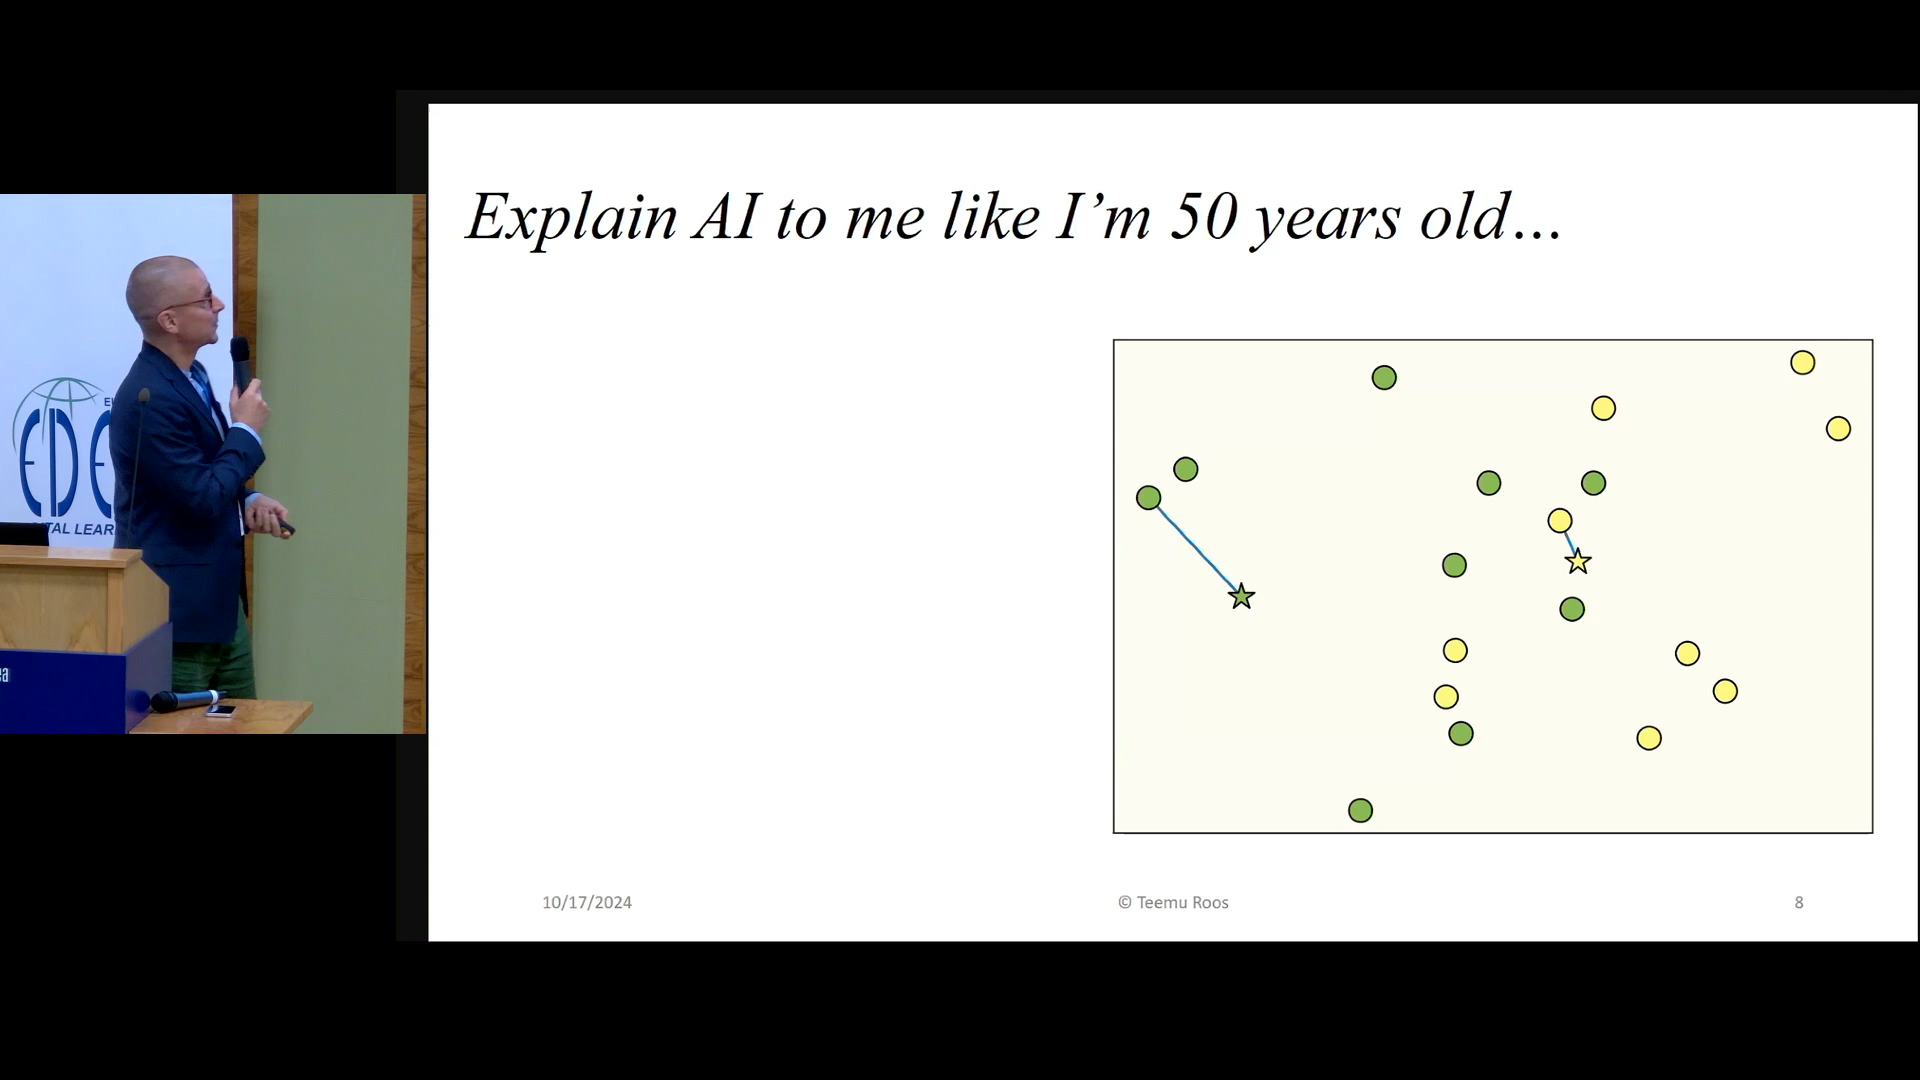 Explain AI to me like I’m 50 years old…
10/17/2024
© Teemu Roos
8